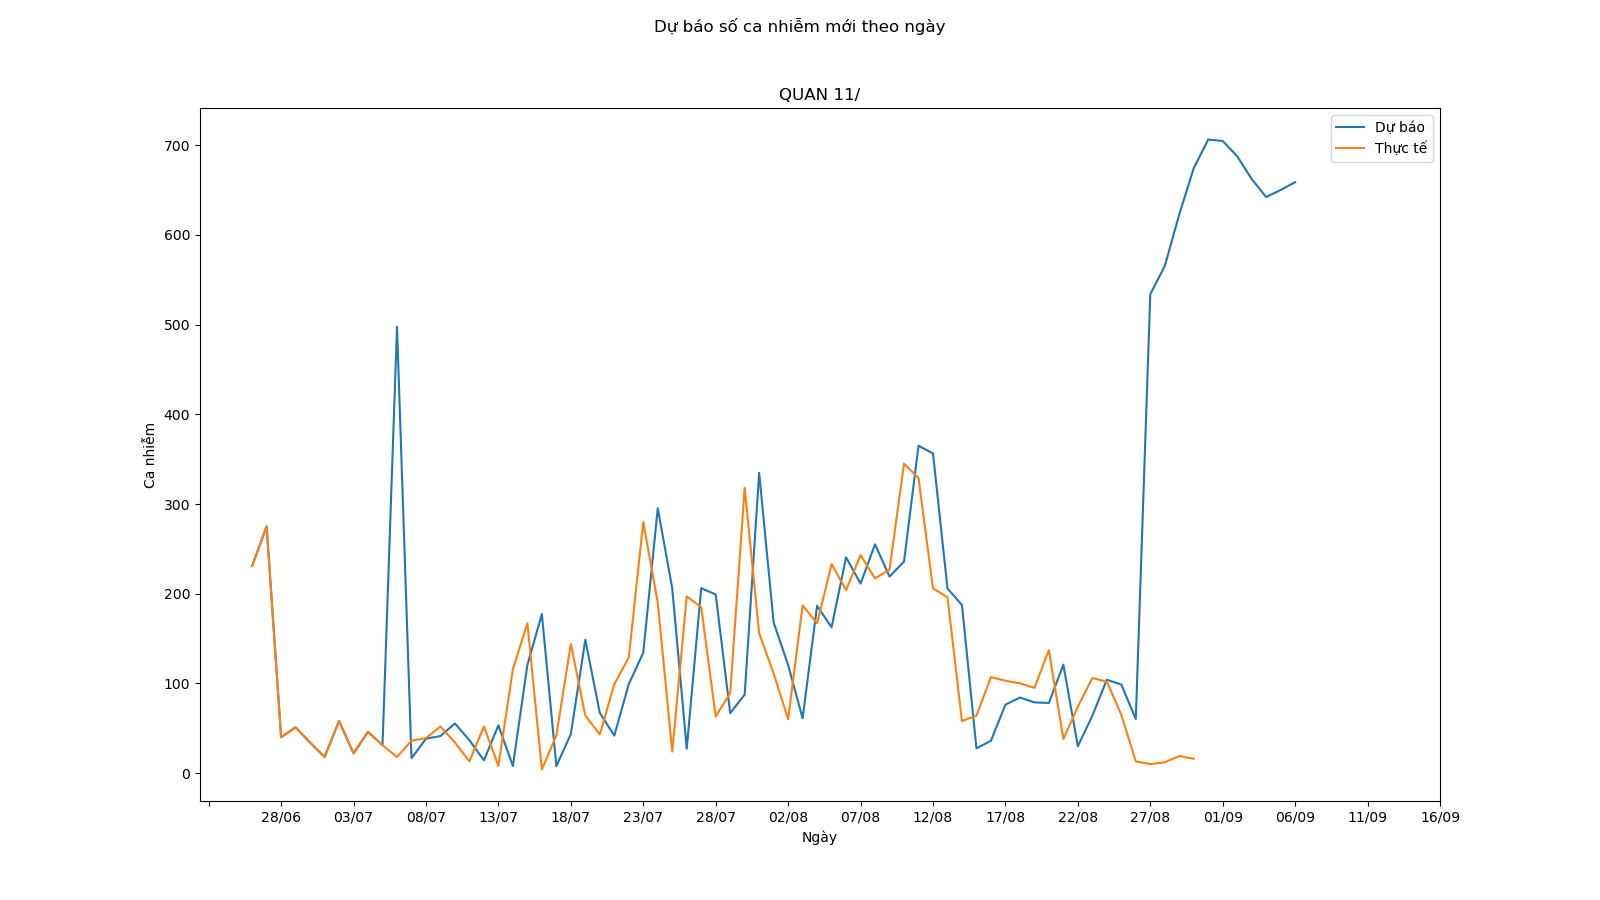 Dự báo số ca nhiễm mới theo ngày
QUAN 11/
Dự báo
Thực tế
700
600
500
400
300
200
100
0
Ca nhiễm
28/06 03/07 08/07 13/07 18/07 23/07 28/07 02/08 07/08 12/08 17/08 22/08 27/08 01/09 06/09 11/09 16/09
Ngày